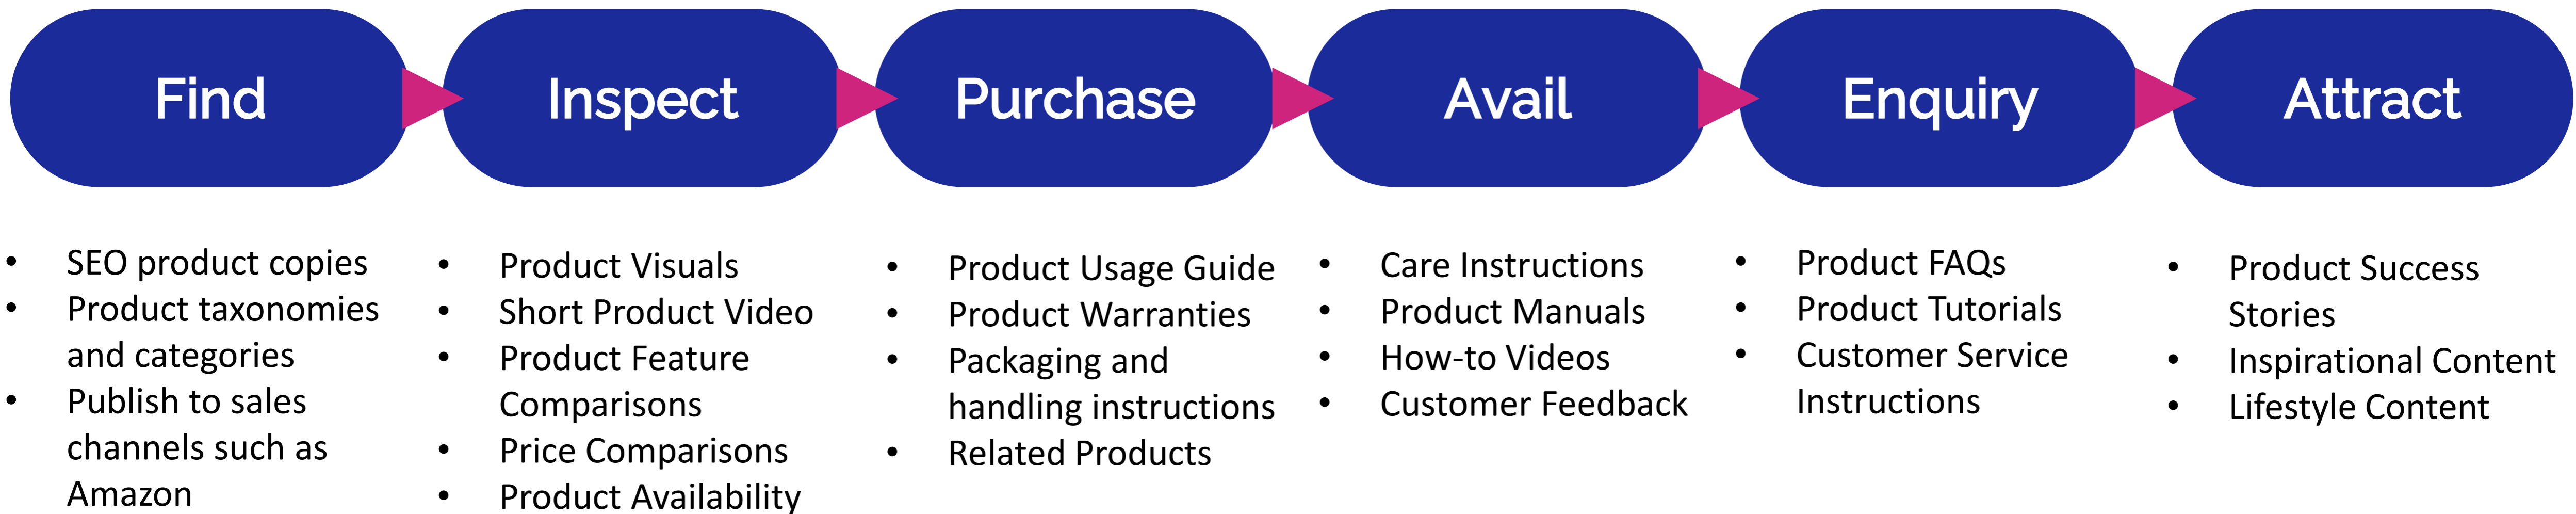 Find
Inspect
Purchase
Avail
Enquiry
Attract
• SEO product copies
• Product taxonomies
and categories
• Publish to sales
channels such as
Amazon
• Product Visuals
• Short Product Video
• Product Feature
Comparisons
• Price Comparisons
• Product Availability
• Product Usage Guide
• Product Warranties
• Packaging and
handling instructions
• Related Products
• Care Instructions
• Product Manuals
• How-to Videos
• Customer Feedback
• Product FAQs
• Product Tutorials
• Customer Service
Instructions
• Product Success
Stories
• Inspirational Content
• Lifestyle Content